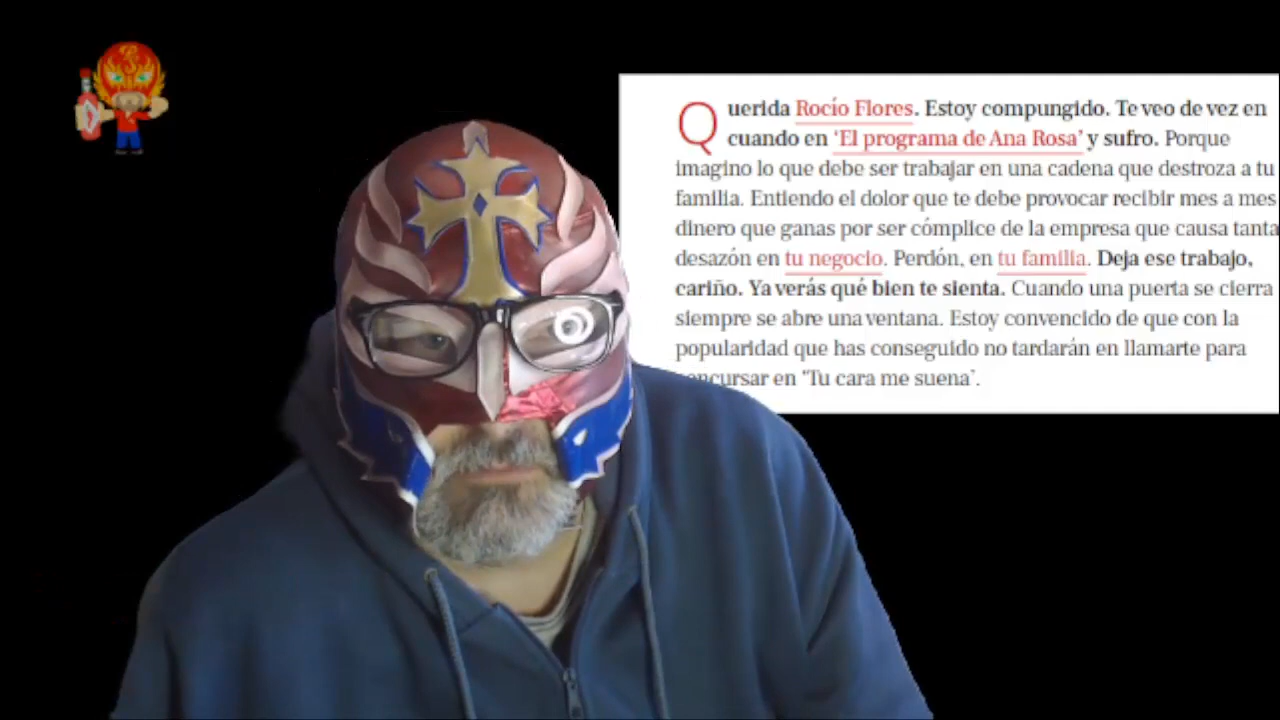 Querida Rocío Flores. Estoy compungido. Te veo de vez en
cuando en ‘El programa de Ana Rosa’ y sufro. Porque
imagino lo que debe ser trabajar en una cadena que destroza a tu
familia. Entiendo el dolor que te debe provocar recibir mes a mes
dinero que ganas por ser cómplice de la empresa que causa tanta
desazón en tu negocio. Perdón, en tu familia. Deja ese trabajo,
cariño. Ya verás qué bien te sienta. Cuando una puerta se cierra
siempre se abre una ventana. Estoy convencido de que con la
popularidad que has conseguido no tardarán en llamarte para
concursar en ‘Tu cara me suena’.